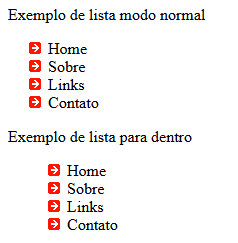 Exemplo de lista modo normal
Home
Sobre
Links
Contato
Exemplo de lista para dentro
Home
Sobre
Links
Contato